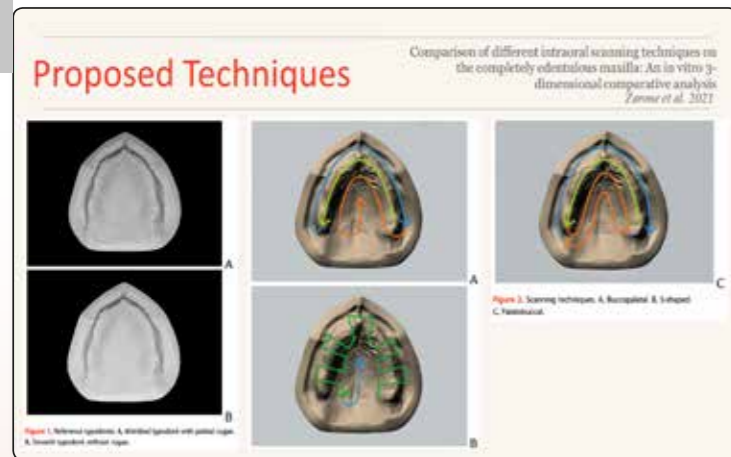 Proposed Techniques
Comparison of different intraoral scanning techniques on
the completely edentulous maxilla: An in vitro 3-
dimensional comparative analysis
Zarone et al. 2021
A
B
Figure 1. Reference typodonts. A, Wrinkled typodont with palatal rugae.
B, Smooth typodont without rugae.
A
B
C
Figure 2. Scanning techniques. A, Buccopalatal. B, S-shaped.
C, Palatobuccal.